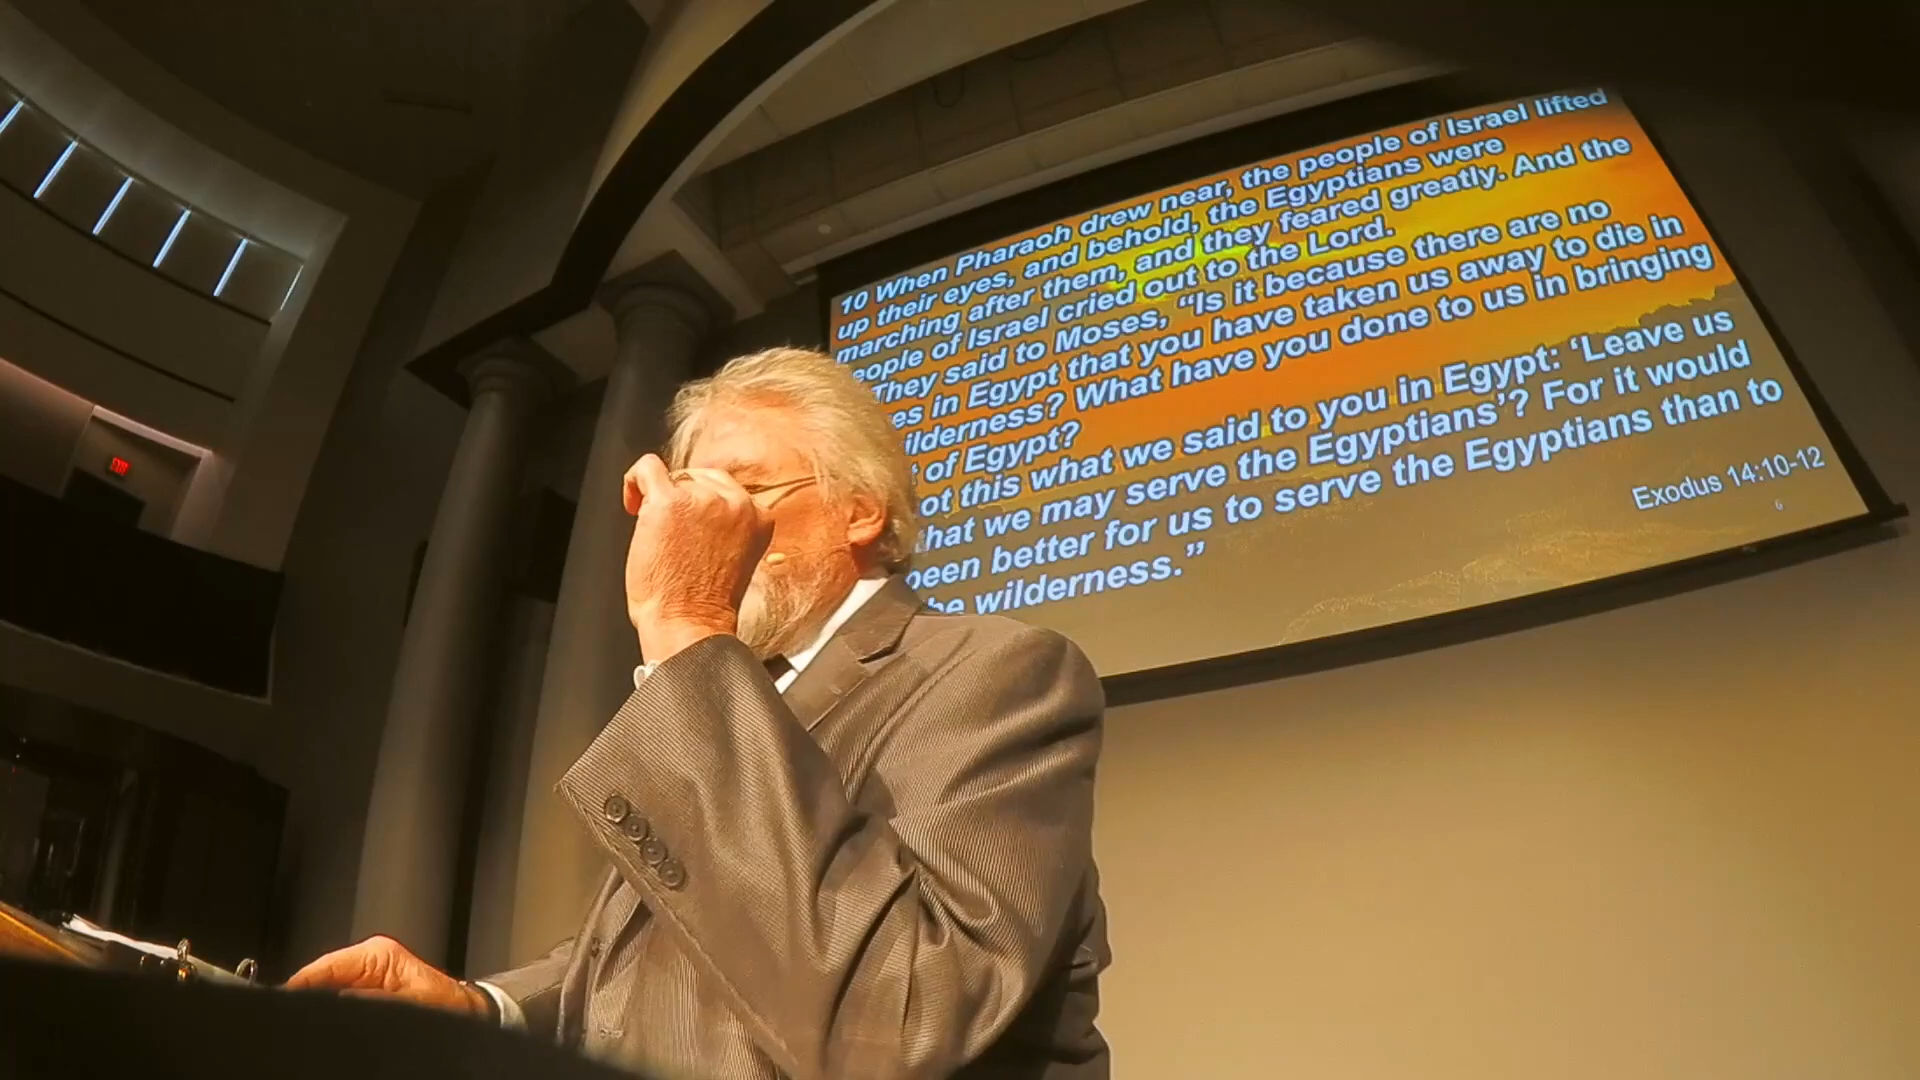 EXIT
10 When Pharaoh drew near, the people of Israel lifted
up their eyes, and behold, the Egyptians were
marching after them, and they feared greatly. And the
eople of Israel cried out to the Lord.
They said to Moses, “Is it because there are no
es in Egypt that you have taken us away to die in
ilderness? What have you done to us in bringing
t of Egypt?
ot this what we said to you in Egypt: ‘Leave us
hat we may serve the Egyptians’? For it would
been better for us to serve the Egyptians than to
he wilderness.”
Exodus 14:10-12
6